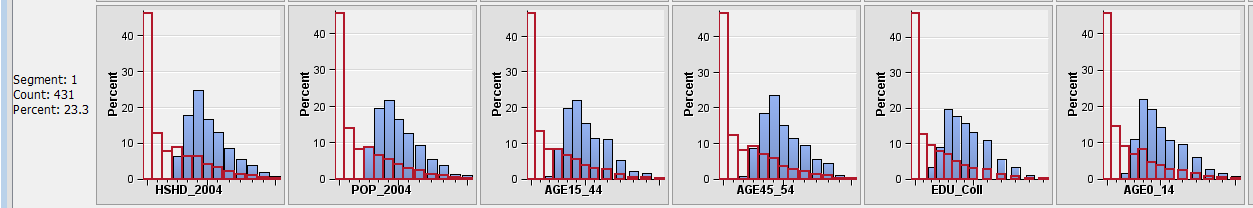 Segment: 1
Count: 431
Percent: 23.3
Percent
40
30
20
10
0
HSHD_2004
Percent
40
30
20
10
0
POP_2004
Percent
40
30
20
10
0
AGE15_44
Percent
40
30
20
10
0
AGE45_54
Percent
40
30
20
10
0
EDU_Coll
Percent
40
30
20
10
0
AGE0_14